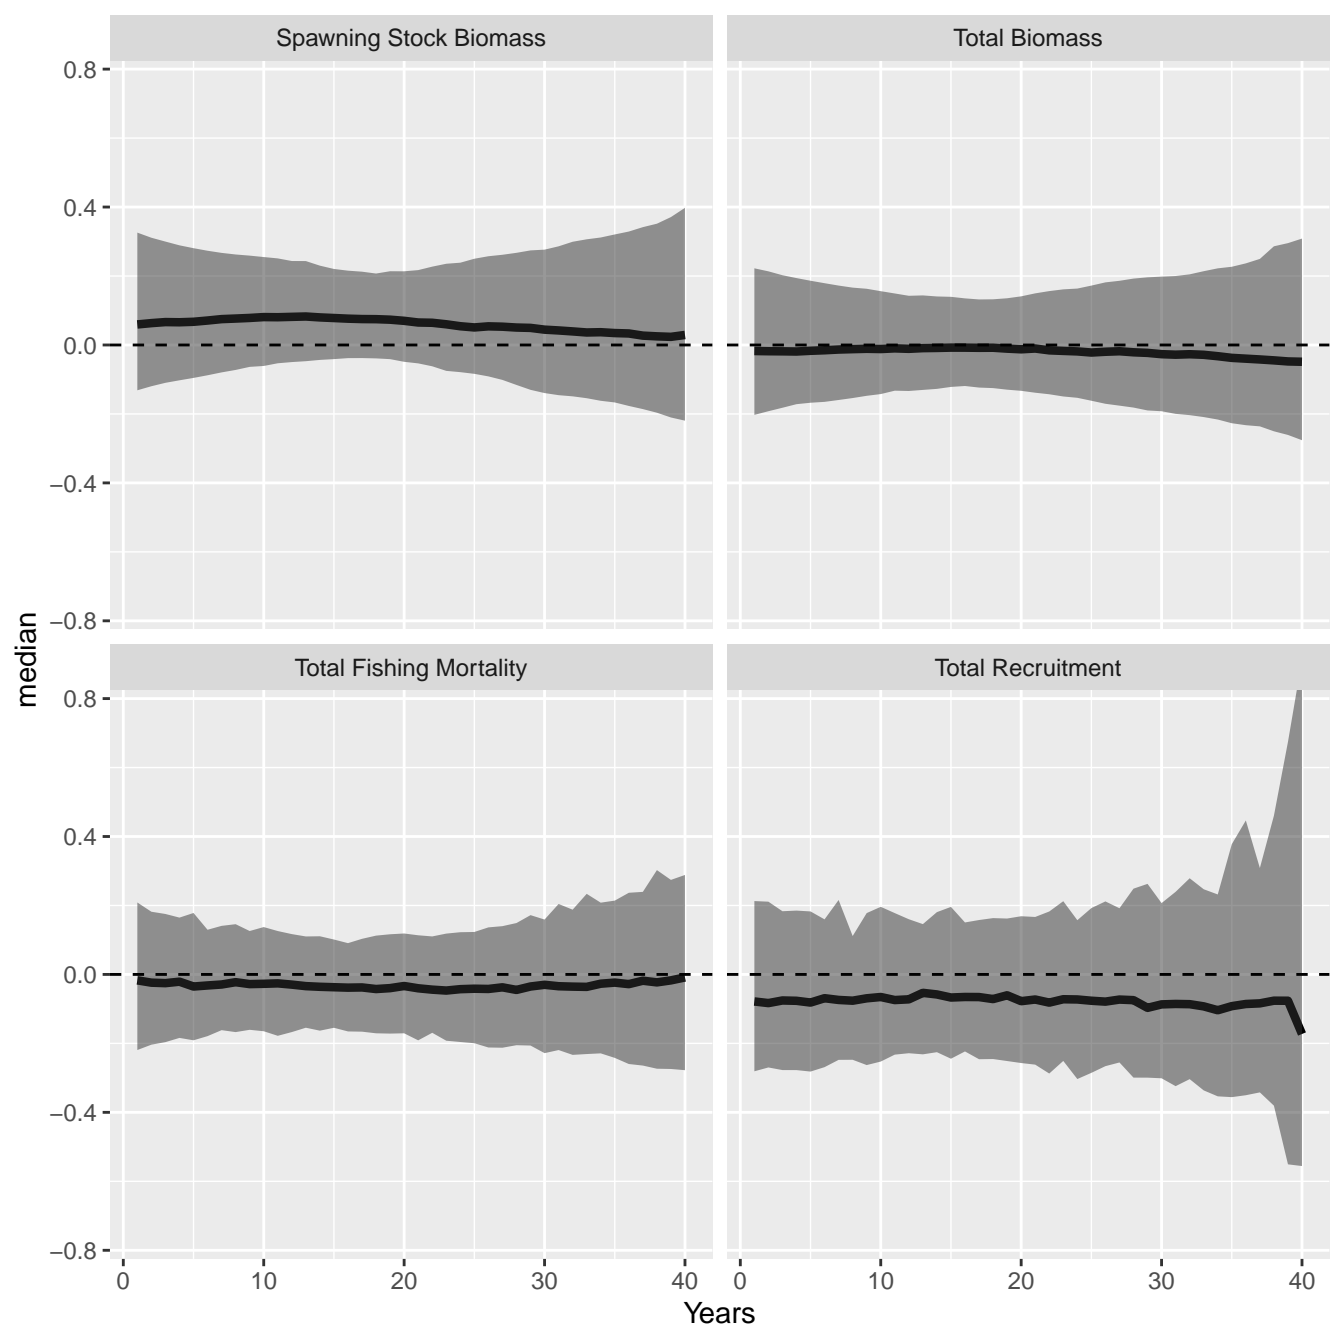 Spawning Stock Biomass
Total Biomass
0.8
0.4
0.0
−0.4
−0.8
median
Total Fishing Mortality
Total Recruitment
0.8
0.4
0.0
−0.4
−0.8
0 10 20 30 40
0 10 20 30 40
Years